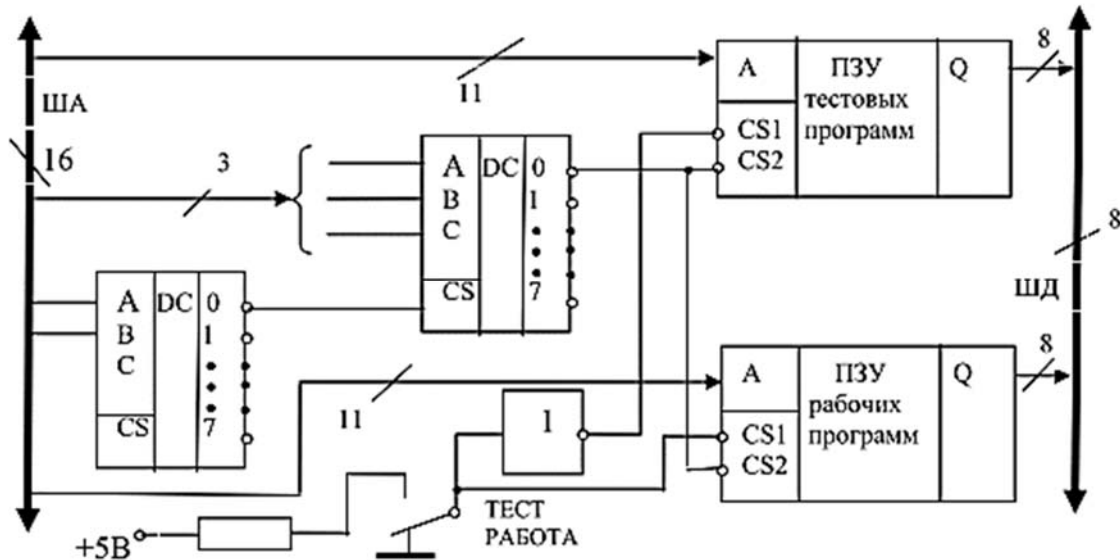 ША
16
11
3
A DC 0
B 1
C
CS 7
A ПЗУ Q
тестовых
CS1 программ
CS2
8
8
ШД
A DC 0
B 1
C
CS 7
11
1
A ПЗУ Q
рабочих
CS1 программ
CS2
8
ТЕСТ
РАБОТА
+5В